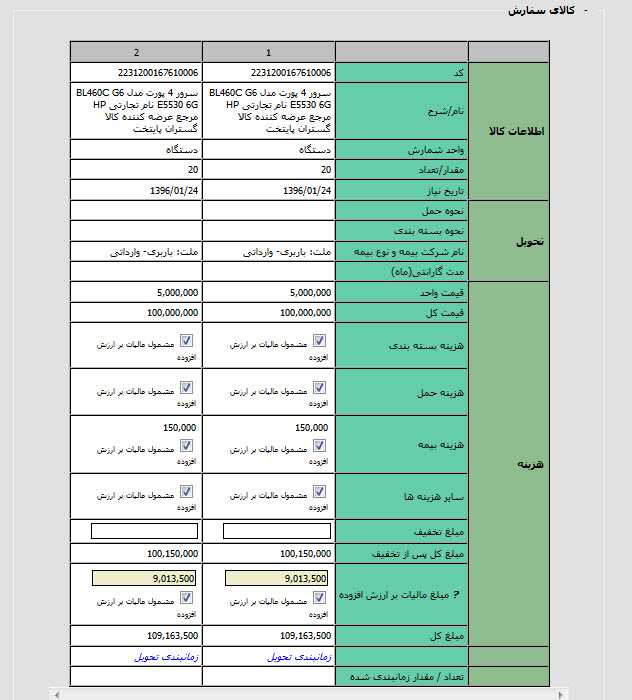 - کالای سفارش
1 2
اطلاعات کالا
کد 2231200167610006 2231200167610006
نام/شرح
سرور 4 پورت مدل BL460C G6
E5530 6G نام تجارتی HP
مرجع عرضه کننده کالا
گستران پایتخت
سرور 4 پورت مدل BL460C G6
E5530 6G نام تجارتی HP
مرجع عرضه کننده کالا
گستران پایتخت
واحد شمارش دستگاه دستگاه
مقدار/تعداد 20 20
تاریخ نیاز 1396/01/24 1396/01/24
تحویل
نحوه حمل
نحوه بسته بندی
نام شرکت بیمه و نوع بیمه ملت: باربری- وارداتی ملت: باربری- وارداتی
مدت گارانتی(ماه)
هزینه
قیمت واحد 5,000,000 5,000,000
قیمت کل 100,000,000 100,000,000
هزینه بسته بندی
مشمول مالیات بر ارزش
افزوده
مشمول مالیات بر ارزش
افزوده
هزینه حمل
مشمول مالیات بر ارزش
افزوده
مشمول مالیات بر ارزش
افزوده
هزینه بیمه
150,000
مشمول مالیات بر ارزش
افزوده
150,000
مشمول مالیات بر ارزش
افزوده
سایر هزینه ها
مشمول مالیات بر ارزش
افزوده
مشمول مالیات بر ارزش
افزوده
مبلغ تخفیف
مبلغ کل پس از تخفیف 100,150,000 100,150,000
? مبلغ مالیات بر ارزش افزوده
9,013,500
مشمول مالیات بر ارزش
افزوده
9,013,500
مشمول مالیات بر ارزش
افزوده
مبلغ کل 109,163,500 109,163,500
زمانبندی تحویل زمانبندی تحویل
تعداد / مقدار زمانبندی شده